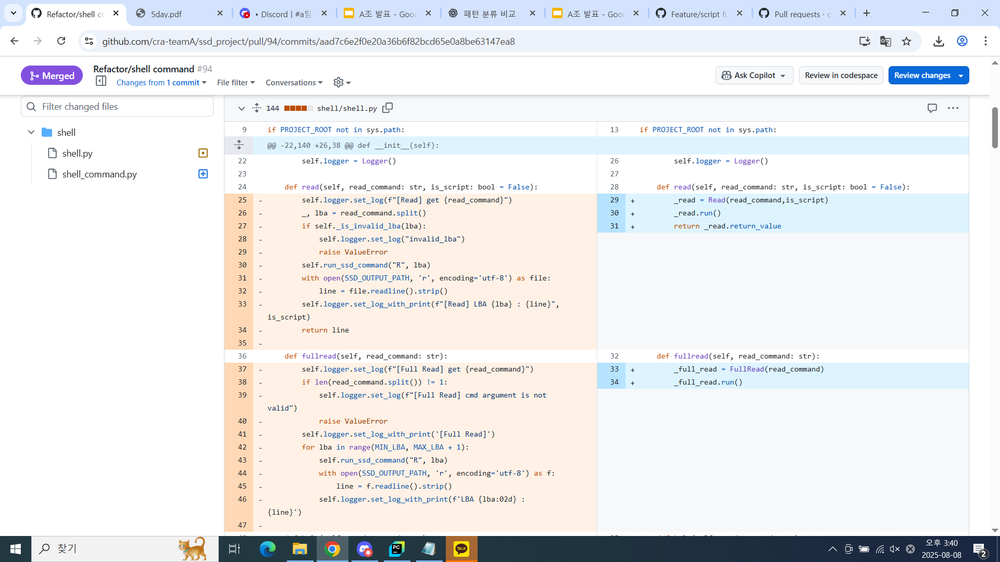 Refactor/shell co
5day.pdf
• Discord | #a팀
A조 발표 - Goog
패턴 분류 비교
A조 발표 - Goog
Feature/script fu
Pull requests · c
github.com/cra-teamA/ssd_project/pull/94/commits/aad7c6e2f0e20a36b6f82bcd65e0a8be63147ea8
Merged
Refactor/shell command #94
Changes from 1 commit
File filter
Conversations
Ask Copilot
Review in codespace
Review changes
Filter changed files
shell
shell.py
shell_command.py
144 shell/shell.py
9 if PROJECT_ROOT not in sys.path:
13 if PROJECT_ROOT not in sys.path:
@@ -22,140 +26,38 @@ def __init__(self):
22 self.logger = Logger()
26 self.logger = Logger()
23
27
24 def read(self, read_command: str, is_script: bool = False):
28 def read(self, read_command: str, is_script: bool = False):
25 - self.logger.set_log(f"[Read] get {read_command}")
29 + _read = Read(read_command,is_script)
26 - _, lba = read_command.split()
30 + _read.run()
27 - if self._is_invalid_lba(lba):
31 + return _read.return_value
28 - self.logger.set_log("invalid_lba")
29 - raise ValueError
30 - self.run_ssd_command("R", lba)
31 - with open(SSD_OUTPUT_PATH, 'r', encoding='utf-8') as file:
32 - line = file.readline().strip()
33 - self.logger.set_log_with_print(f"[Read] LBA {lba} : {line}",
is_script)
34 - return line
35 -
36 def fullread(self, read_command: str):
32 def fullread(self, read_command: str):
37 - self.logger.set_log(f"[Full Read] get {read_command}")
33 + _full_read = FullRead(read_command)
38 - if len(read_command.split()) != 1:
34 + _full_read.run()
39 - self.logger.set_log(f"[Full Read] cmd argument is not
valid")
40 - raise ValueError
41 - self.logger.set_log_with_print('[Full Read]')
42 - for lba in range(MIN_LBA, MAX_LBA + 1):
43 - self.run_ssd_command("R", lba)
44 - with open(SSD_OUTPUT_PATH, 'r', encoding='utf-8') as f:
45 - line = f.readline().strip()
46 - self.logger.set_log_with_print(f'LBA {lba:02d} :
{line}')
47 -
찾기
PC
TALK
오후 3:40
2025-08-08
2